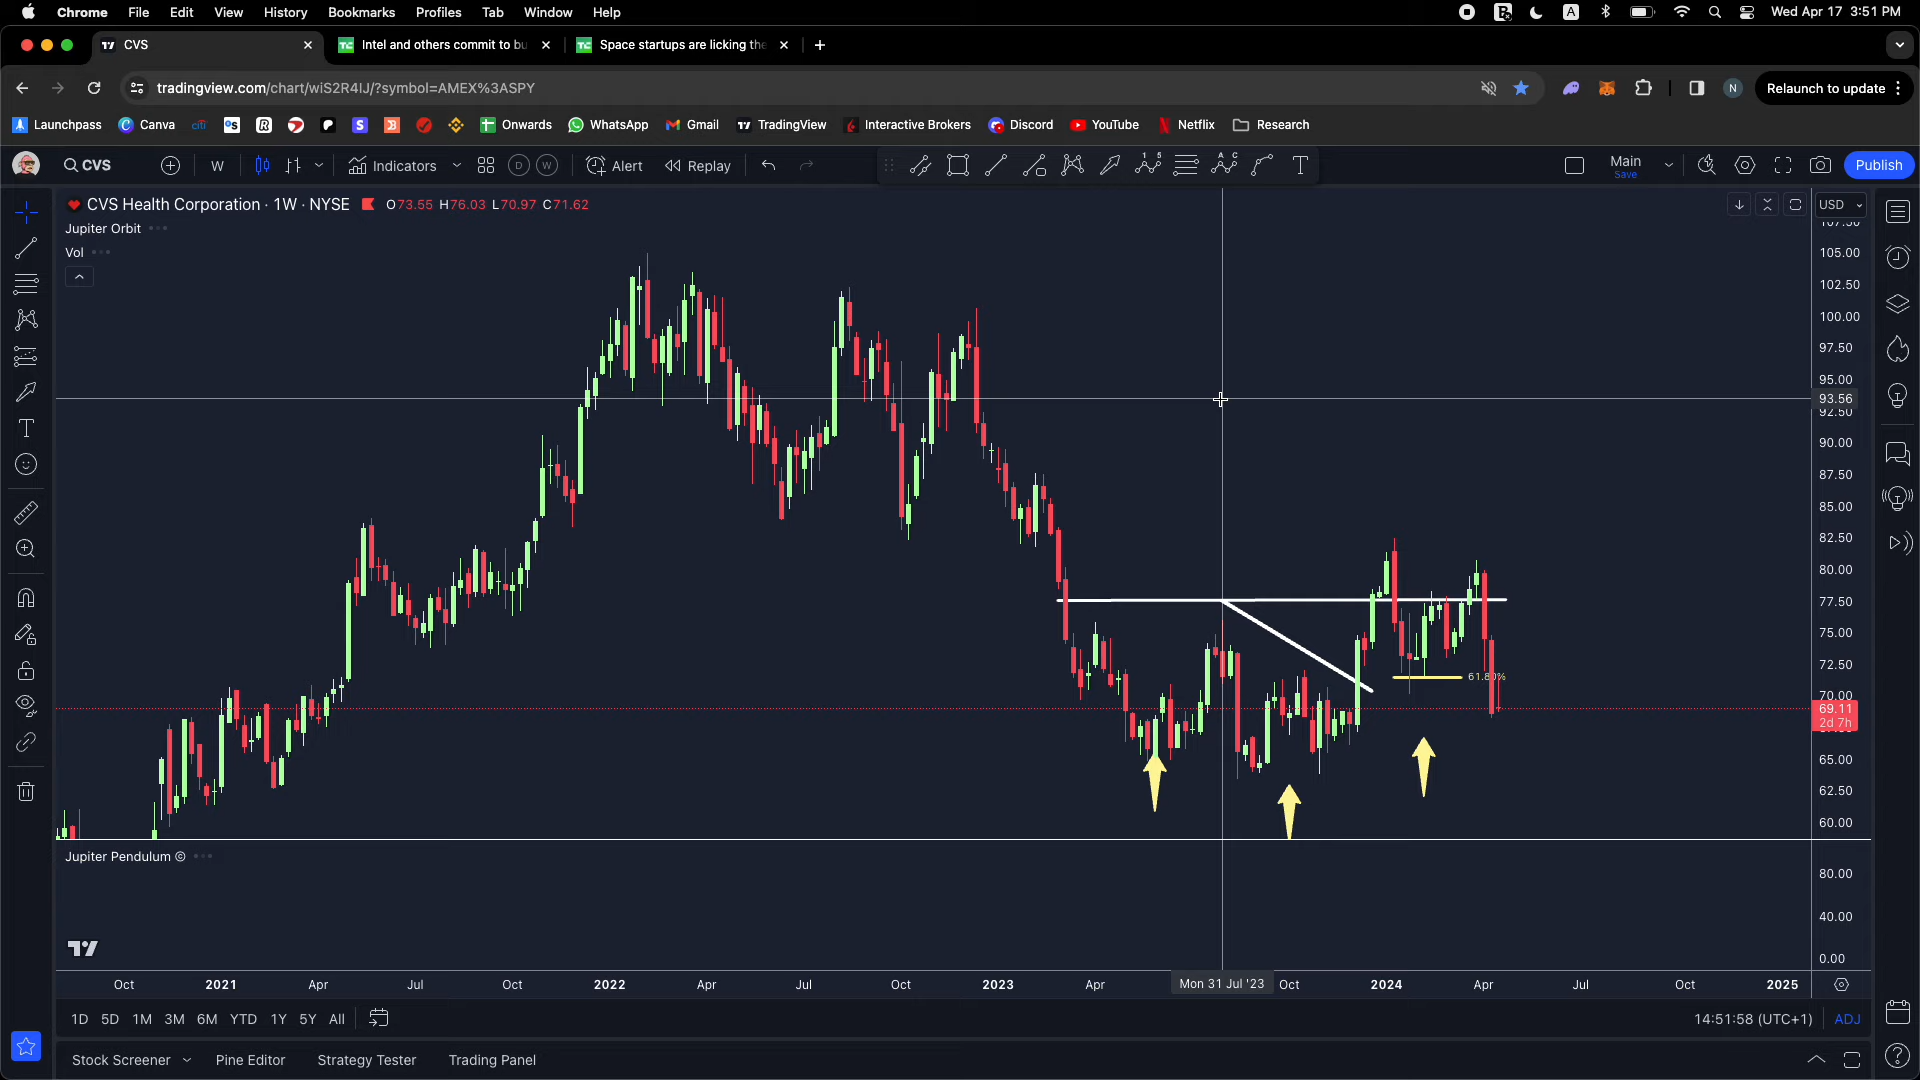 Chrome File Edit View History Bookmarks Profiles Tab Window Help A Wed Apr 17 3:51 PM
CVS Intel and others commit to bu Space startups are licking the
tradingview.com/chart/wiS2R4IJ/?symbol=AMEX%3ASPY N Relaunch to update
Launchpass Canva citi Onwards WhatsApp Gmail TradingView Interactive Brokers Discord YouTube Netflix Research
CVS W Indicators D W Alert Replay Main Save Publish
CVS Health Corporation · 1W · NYSE O73.55 H76.03 L70.97 C71.62 USD
Jupiter Orbit
Vol
107.50
105.00
102.50
100.00
97.50
95.00
93.56
92.50
90.00
87.50
85.00
82.50
80.00
77.50
75.00
72.50
61.80%
70.00
69.11
2d 7h
65.00
62.50
60.00
Jupiter Pendulum
80.00
40.00
0.00
Oct 2021 Apr Jul Oct 2022 Apr Jul Oct 2023 Apr Mon 31 Jul '23 Oct 2024 Apr Jul Oct 2025
1D 5D 1M 3M 6M YTD 1Y 5Y All 14:51:58 (UTC+1) ADJ
Stock Screener Pine Editor Strategy Tester Trading Panel